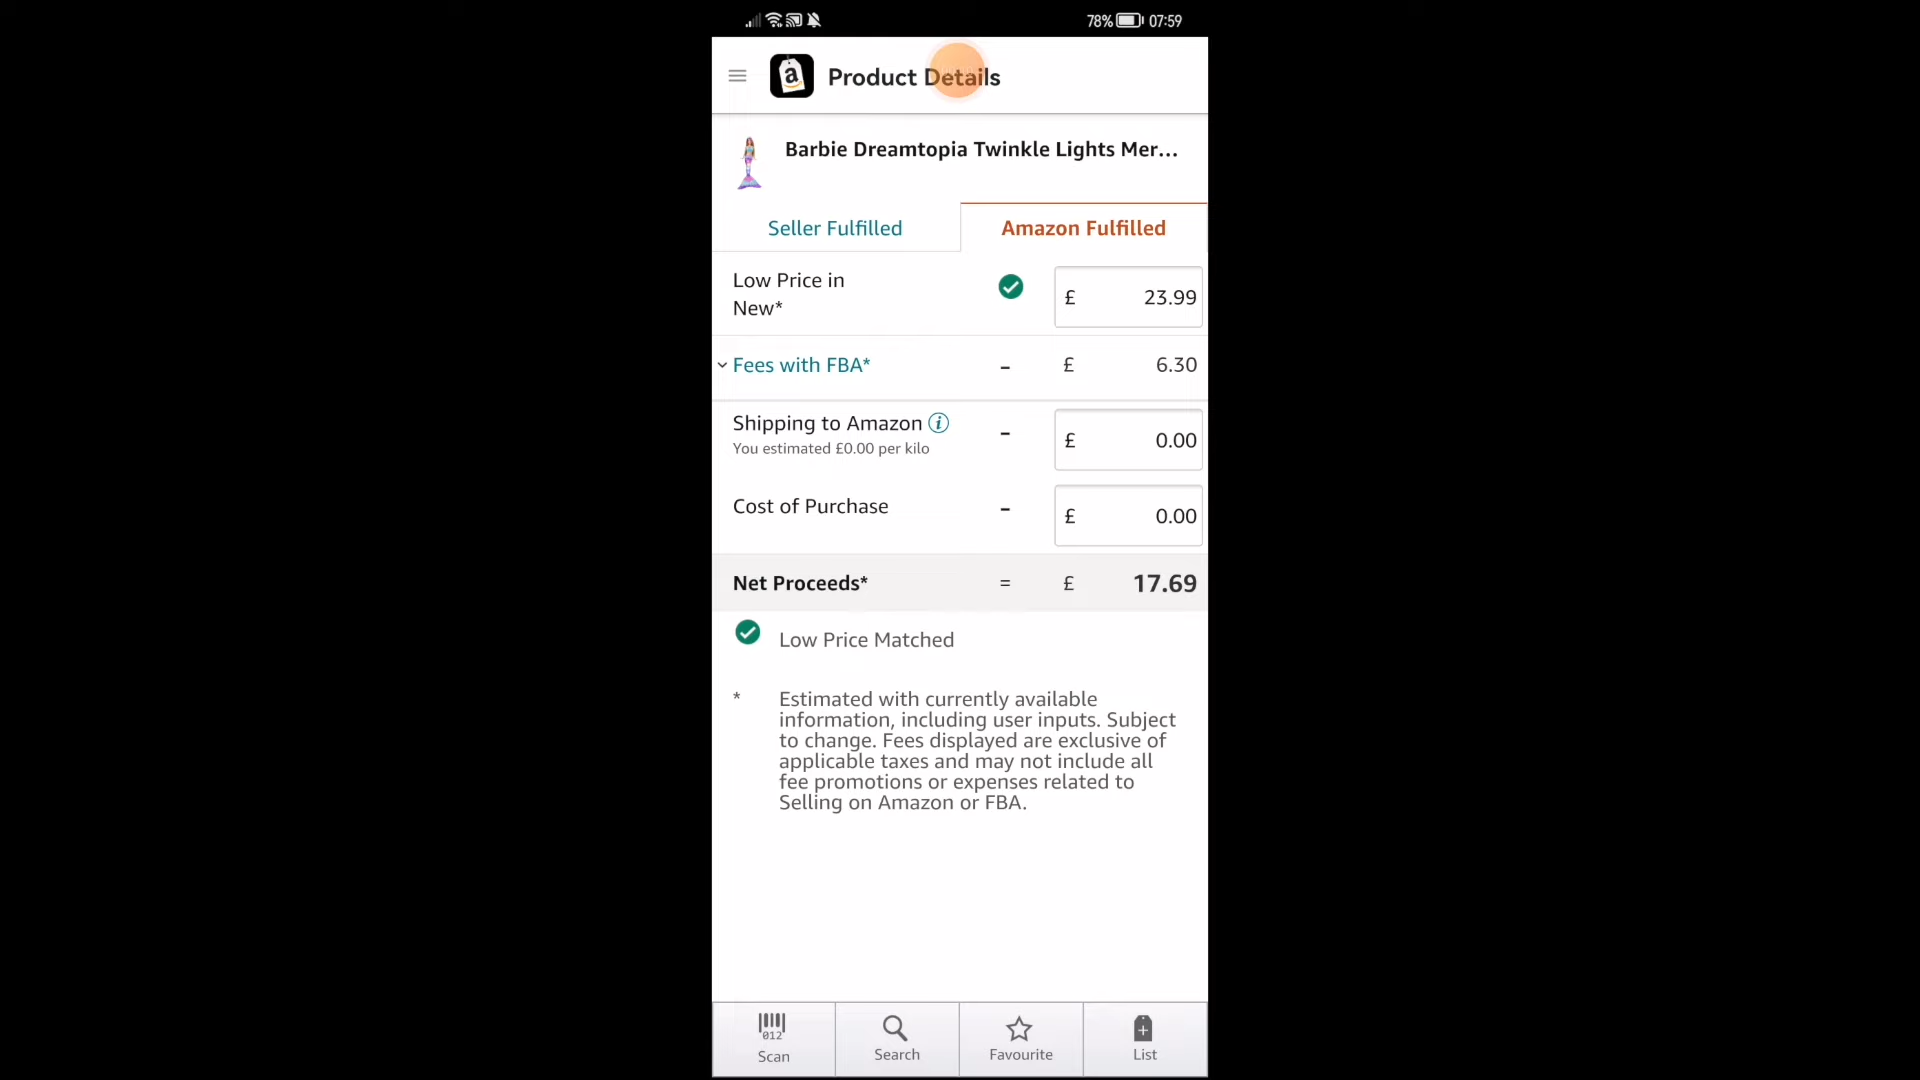 78% 07:59
Product Details
Barbie Dreamtopia Twinkle Lights Mer...
Seller Fulfilled
Amazon Fulfilled
Low Price in
New*
£ 23.99
Fees with FBA* - £ 6.30
Shipping to Amazon i - £ 0.00
You estimated £0.00 per kilo
Cost of Purchase - £ 0.00
Net Proceeds* = £ 17.69
Low Price Matched
* Estimated with currently available
information, including user inputs. Subject
to change. Fees displayed are exclusive of
applicable taxes and may not include all
fee promotions or expenses related to
Selling on Amazon or FBA.
012
Scan
Search
Favourite
List